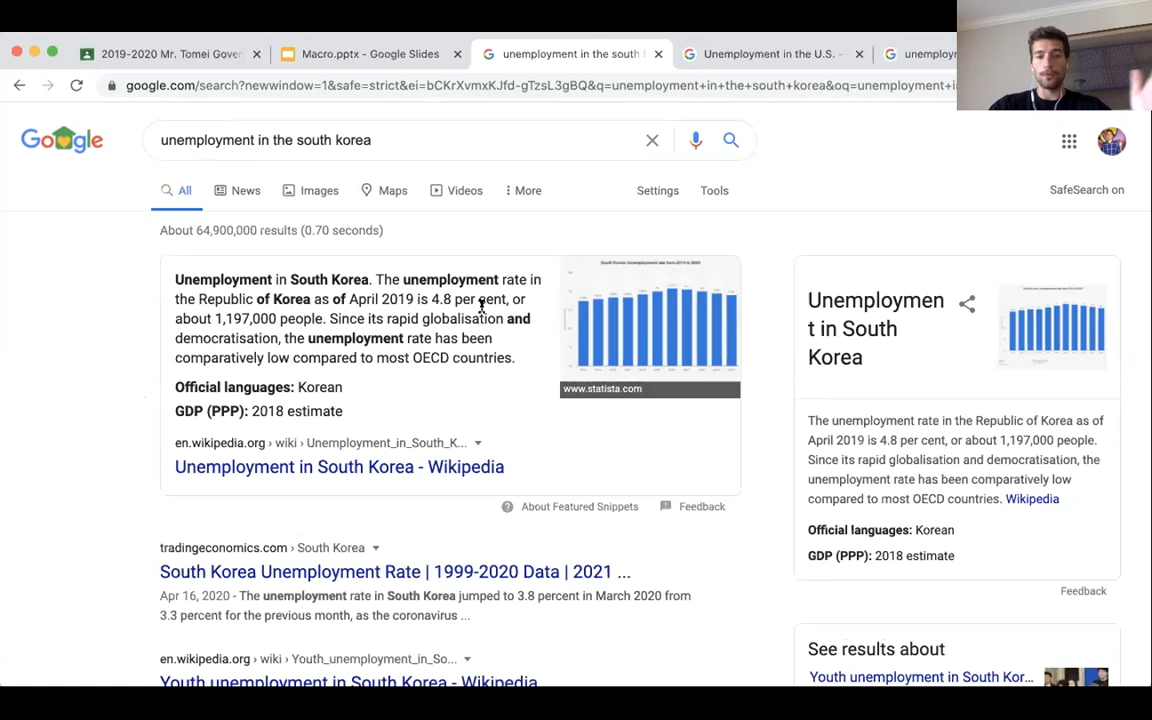 2019-2020 Mr. Tomei Gover
Macro.pptx - Google Slides
unemployment in the south
Unemployment in the U.S. -
unemploym
google.com/search?newwindow=1&safe=strict&ei=bCKrXvmxKJfd-gTzsL3gBQ&q=unemployment+in+the+south+korea&oq=unemployment+i
Google
unemployment in the south korea
All
News
Images
Maps
Videos
More
Settings
Tools
SafeSearch on
About 64,900,000 results (0.70 seconds)
Unemployment in South Korea. The unemployment rate in
the Republic of Korea as of April 2019 is 4.8 per cent, or
about 1,197,000 people. Since its rapid globalisation and
democratisation, the unemployment rate has been
comparatively low compared to most OECD countries.
Official languages: Korean
GDP (PPP): 2018 estimate
en.wikipedia.org › wiki › Unemployment_in_South_K...
Unemployment in South Korea - Wikipedia
www.statista.com
About Featured Snippets
Feedback
tradingeconomics.com › South Korea
South Korea Unemployment Rate | 1999-2020 Data | 2021 ...
Apr 16, 2020 - The unemployment rate in South Korea jumped to 3.8 percent in March 2020 from
3.3 percent for the previous month, as the coronavirus ...
en.wikipedia.org › wiki › Youth_unemployment_in_So...
Youth unemployment in South Korea - Wikipedia
Unemploymen
t in South
Korea
The unemployment rate in the Republic of Korea as of
April 2019 is 4.8 per cent, or about 1,197,000 people.
Since its rapid globalisation and democratisation, the
unemployment rate has been comparatively low
compared to most OECD countries. Wikipedia
Official languages: Korean
GDP (PPP): 2018 estimate
Feedback
See results about
Youth unemployment in South Kor...